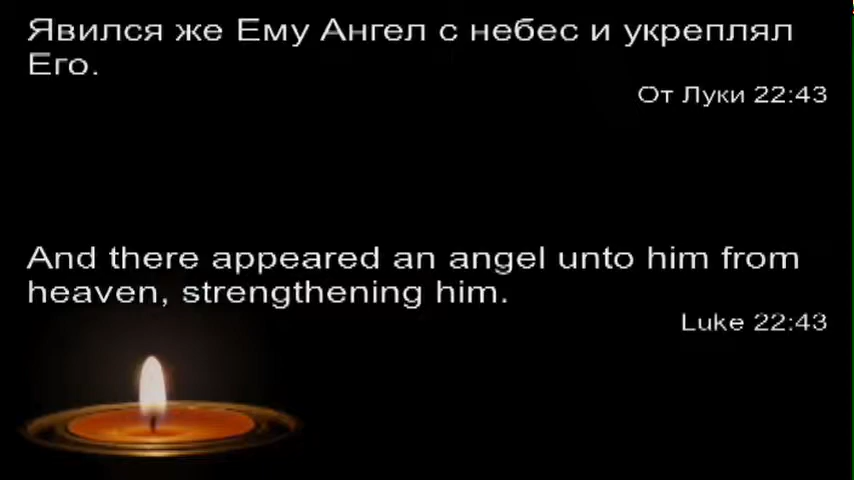 Явился же Ему Ангел с небес и укреплял
Его.
От Луки 22:43
And there appeared an angel unto him from
heaven, strengthening him.
Luke 22:43